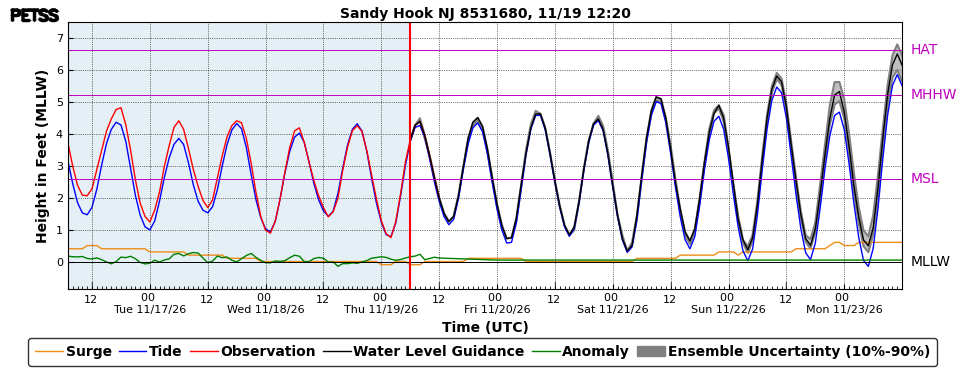 PETSS
Sandy Hook NJ 8531680, 11/19 12:20
Height in Feet (MLLW)
7
6
5
4
3
2
1
0
HAT
MHHW
MSL
MLLW
12 00 12 00 12 00 12 00 12 00 12 00 12 00
Tue 11/17/26 Wed 11/18/26 Thu 11/19/26 Fri 11/20/26 Sat 11/21/26 Sun 11/22/26 Mon 11/23/26
Time (UTC)
Surge Tide Observation Water Level Guidance Anomaly Ensemble Uncertainty (10%-90%)